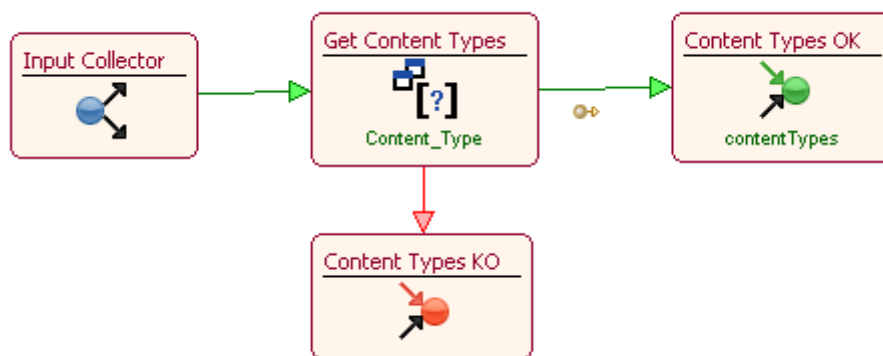 Input Collector
Get Content Types
[?]
Content_Type
Content Types OK
contentTypes
Content Types KO